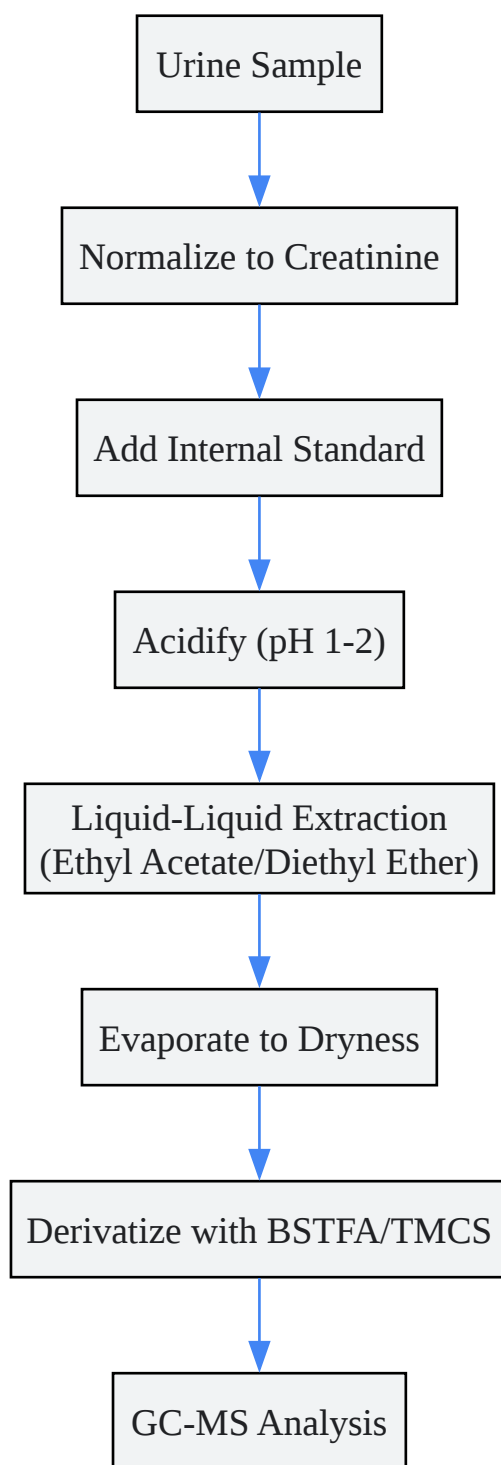 Urine Sample
Normalize to Creatinine
Add Internal Standard
Acidify (pH 1-2)
Liquid-Liquid Extraction
(Ethyl Acetate/Diethyl Ether)
Evaporate to Dryness
Derivatize with BSTFA/TMCS
GC-MS Analysis